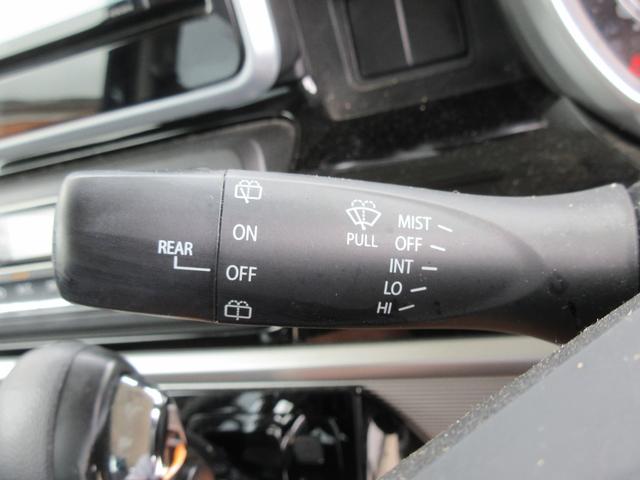 REAR
ON
OFF
PULL
MIST
OFF
INT
LO
HI